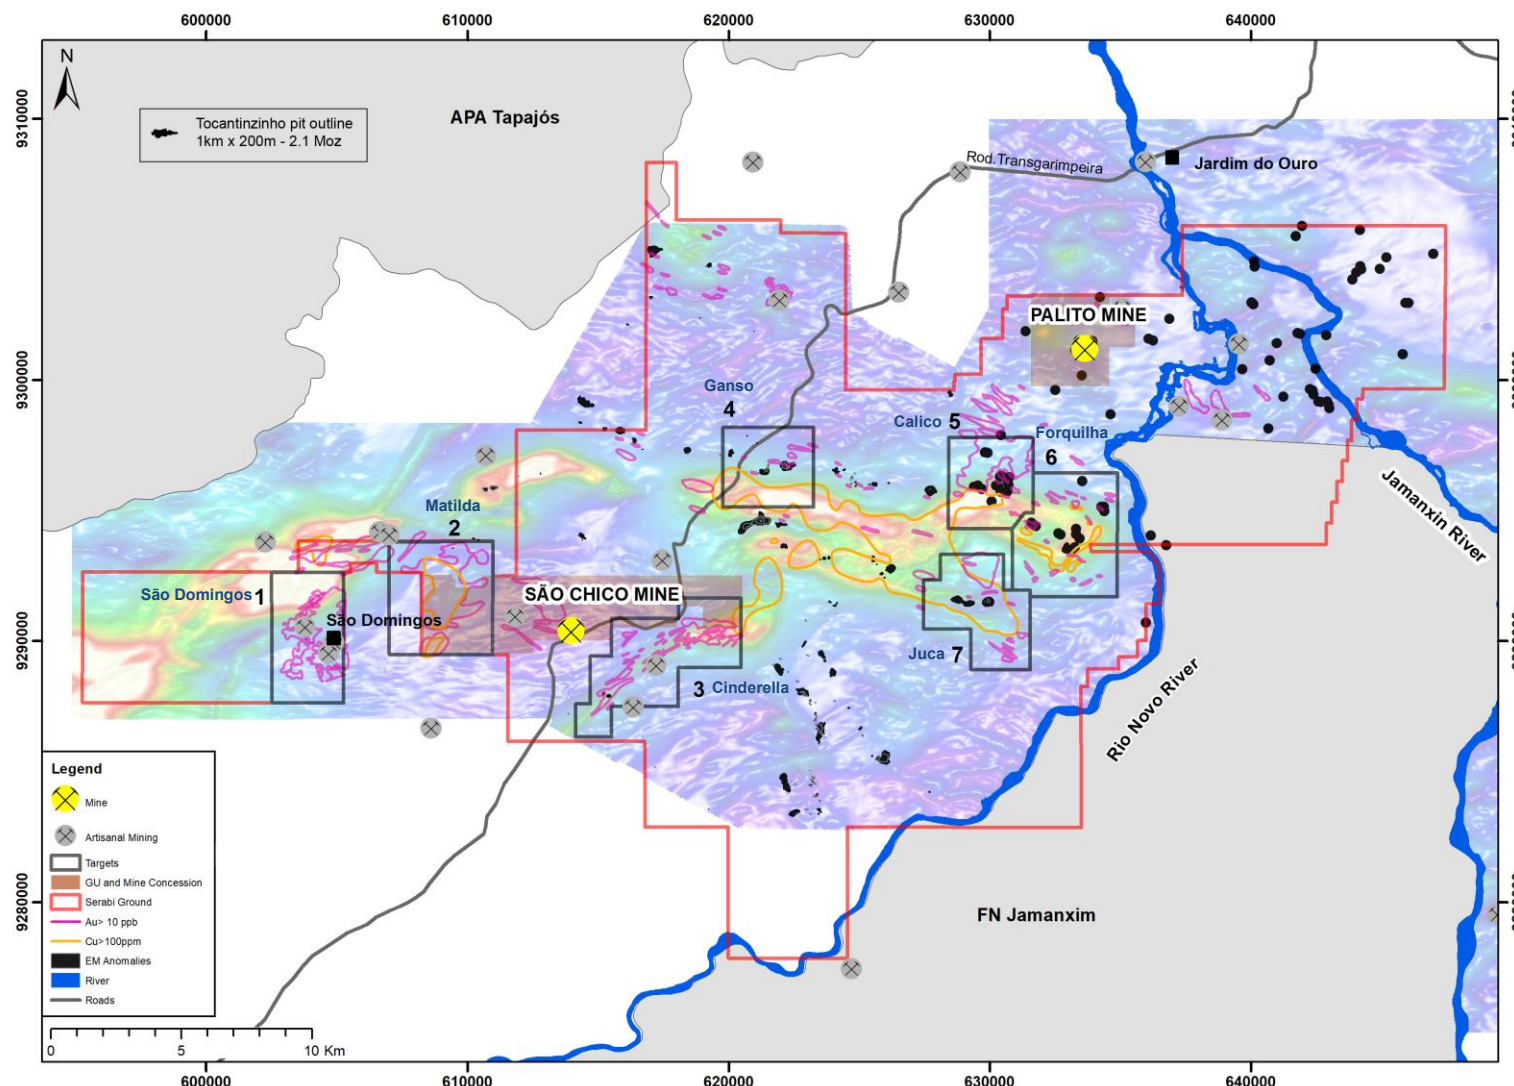 600000
610000
620000
630000
640000
N
9310000
APA Tapajós
Tocantinzinho pit outline
1km x 200m - 2.1 Moz
Rod.Transgarimpeira
Jardim do Ouro
PALITO MINE
9300000
Ganso
4
Calico
5
Forquilha
6
Matilda
2
Jamanxin River
São Domingos
1
SÃO CHICO MINE
São Domingos
9290000
Juca
7
3
Cinderella
Rio Novo River
Legend
Mine
Artisanal Mining
Targets
GU and Mine Concession
Serabi Ground
Au> 10 ppb
Cu>100ppm
EM Anomalies
River
Roads
9280000
FN Jamanxim
0
5
10 Km
600000
610000
620000
630000
640000